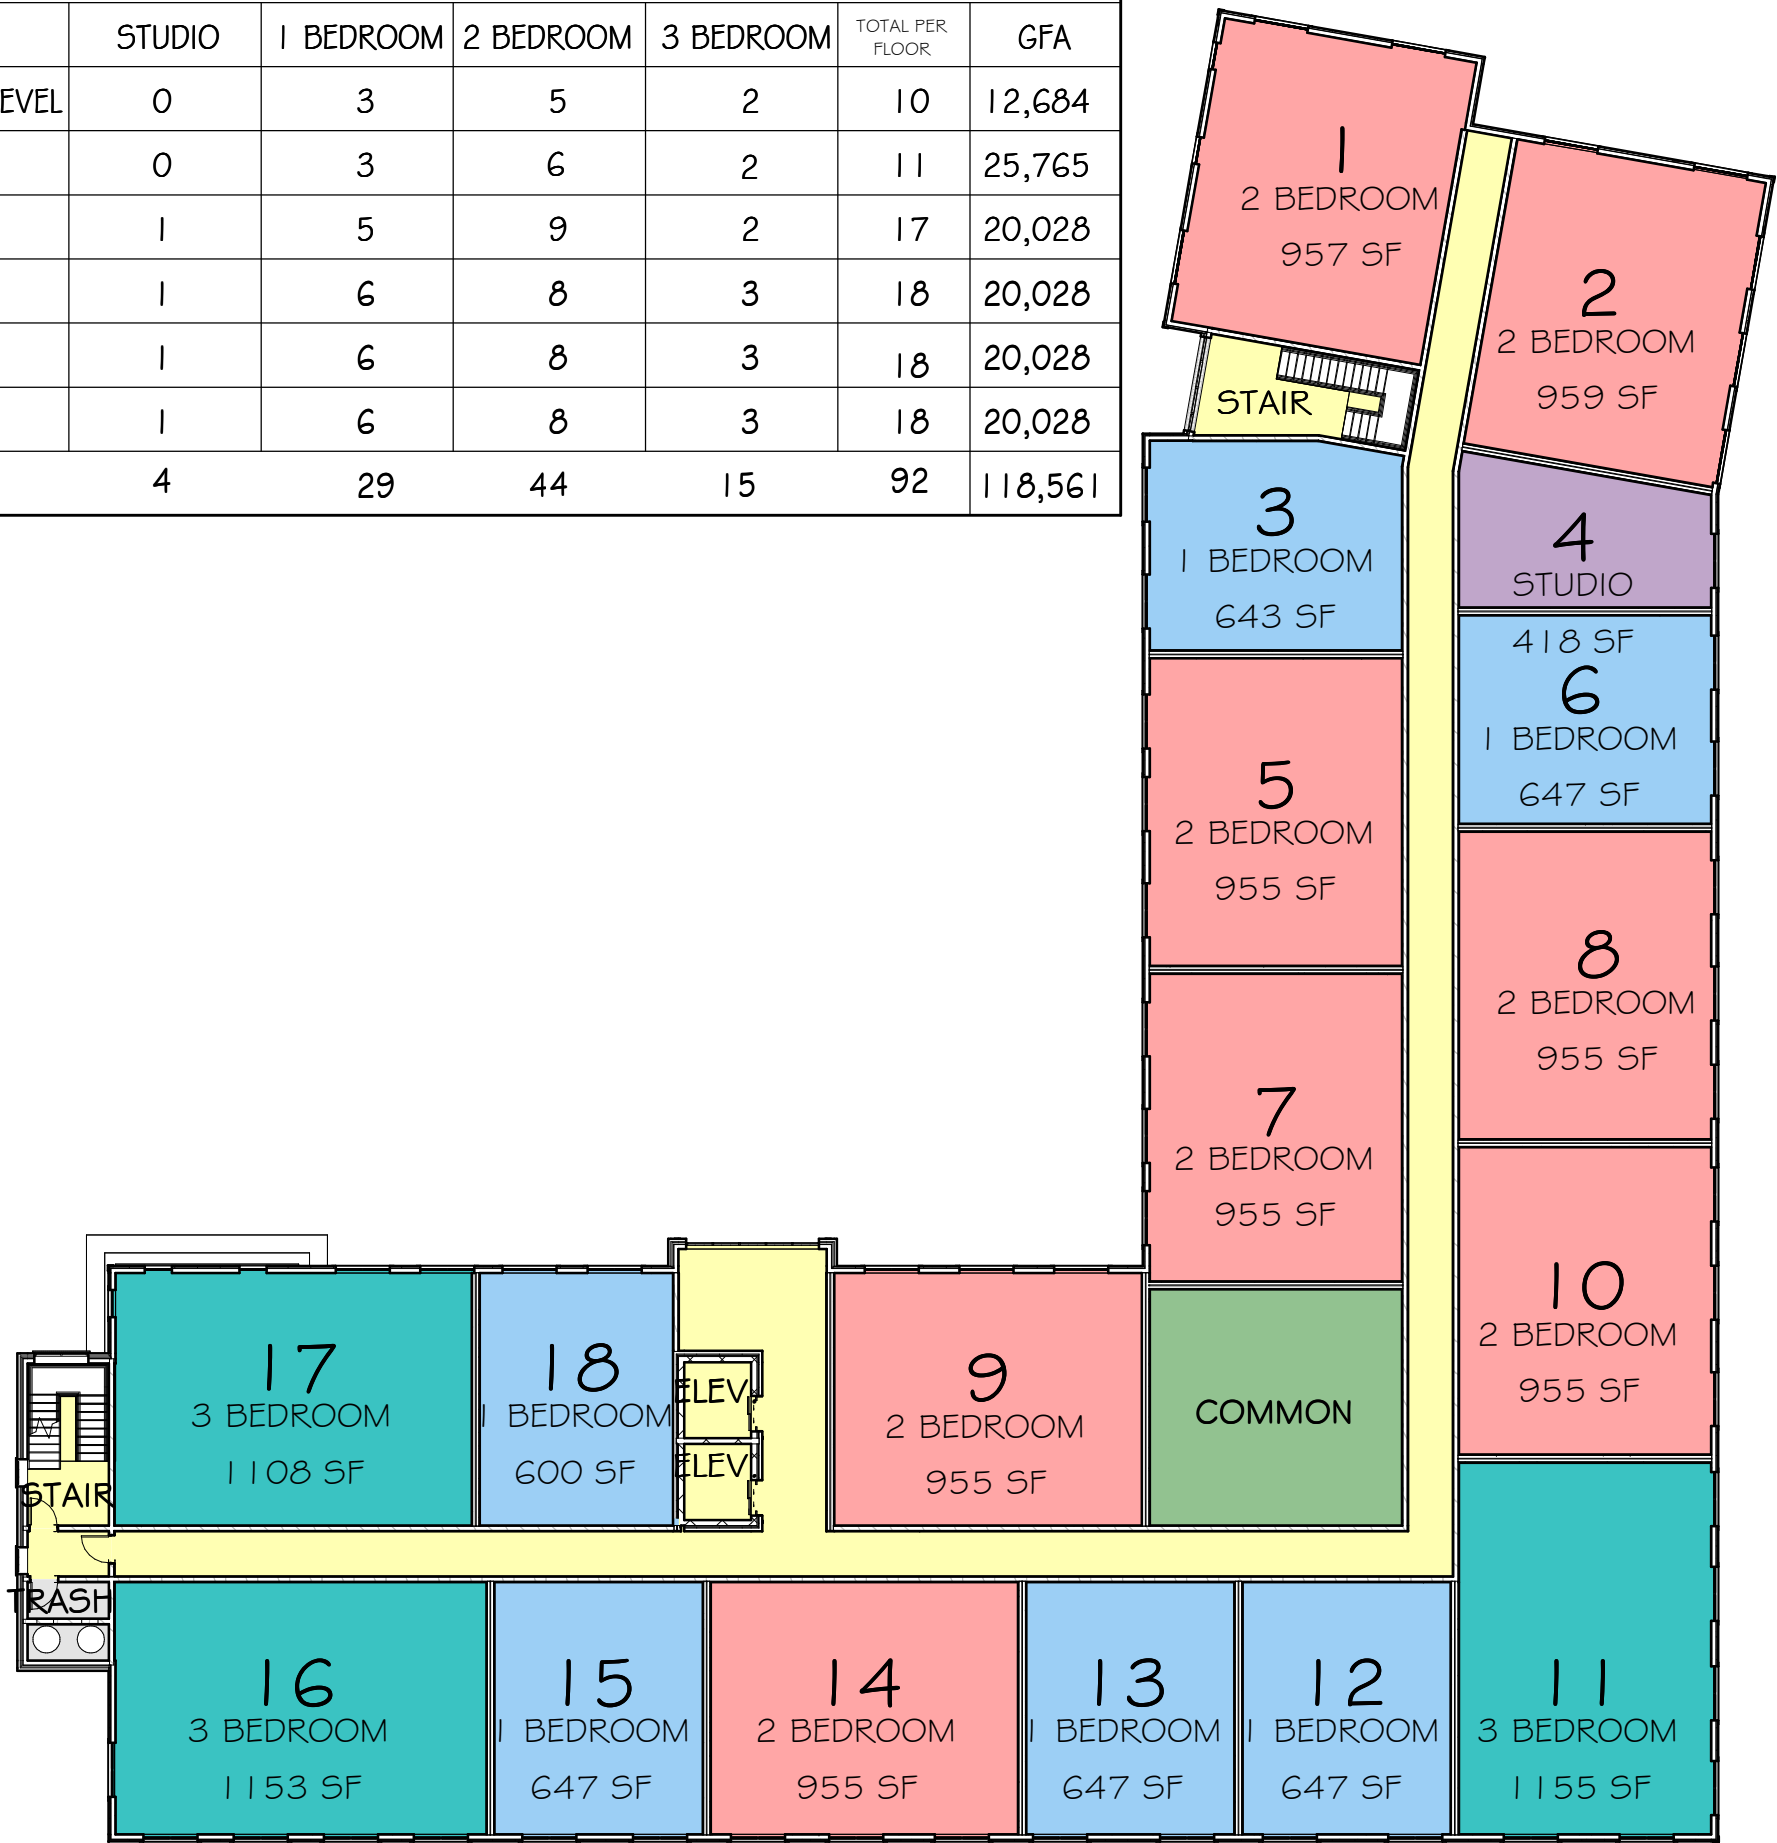 STUDIO 1 BEDROOM 2 BEDROOM 3 BEDROOM TOTAL PER FLOOR GFA
EVEL 0 3 5 2 10 12,684
0 3 6 2 11 25,765
1 5 9 2 17 20,028
1 6 8 3 18 20,028
1 6 8 3 18 20,028
1 6 8 3 18 20,028
4 29 44 15 92 118,561
1
2 BEDROOM
957 SF
2
2 BEDROOM
959 SF
STAIR
3
1 BEDROOM
643 SF
4
STUDIO
418 SF
5
2 BEDROOM
955 SF
6
1 BEDROOM
647 SF
7
2 BEDROOM
955 SF
8
2 BEDROOM
955 SF
10
2 BEDROOM
955 SF
17
3 BEDROOM
1108 SF
18
1 BEDROOM
600 SF
ELEV
ELEV
9
2 BEDROOM
955 SF
COMMON
STAIR
TRASH
16
3 BEDROOM
1153 SF
15
1 BEDROOM
647 SF
14
2 BEDROOM
955 SF
13
1 BEDROOM
647 SF
12
1 BEDROOM
647 SF
11
3 BEDROOM
1155 SF